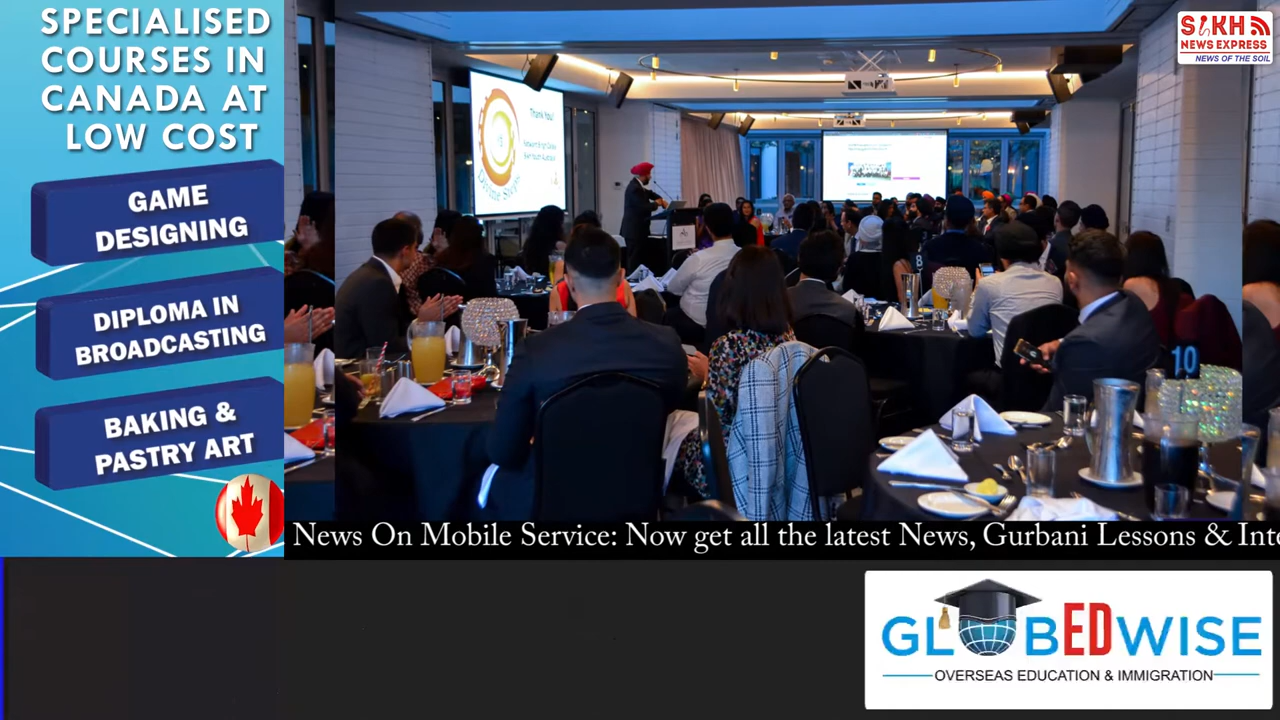 SPECIALISED
COURSES IN
CANADA AT
LOW COST
GAME
DESIGNING
DIPLOMA IN
BROADCASTING
BAKING &
PASTRY ART
SIKH
NEWS EXPRESS
NEWS OF THE SOIL
Thank You!
8
10
News On Mobile Service: Now get all the latest News, Gurbani Lessons & Inte
GLOBEDWISE
OVERSEAS EDUCATION & IMMIGRATION